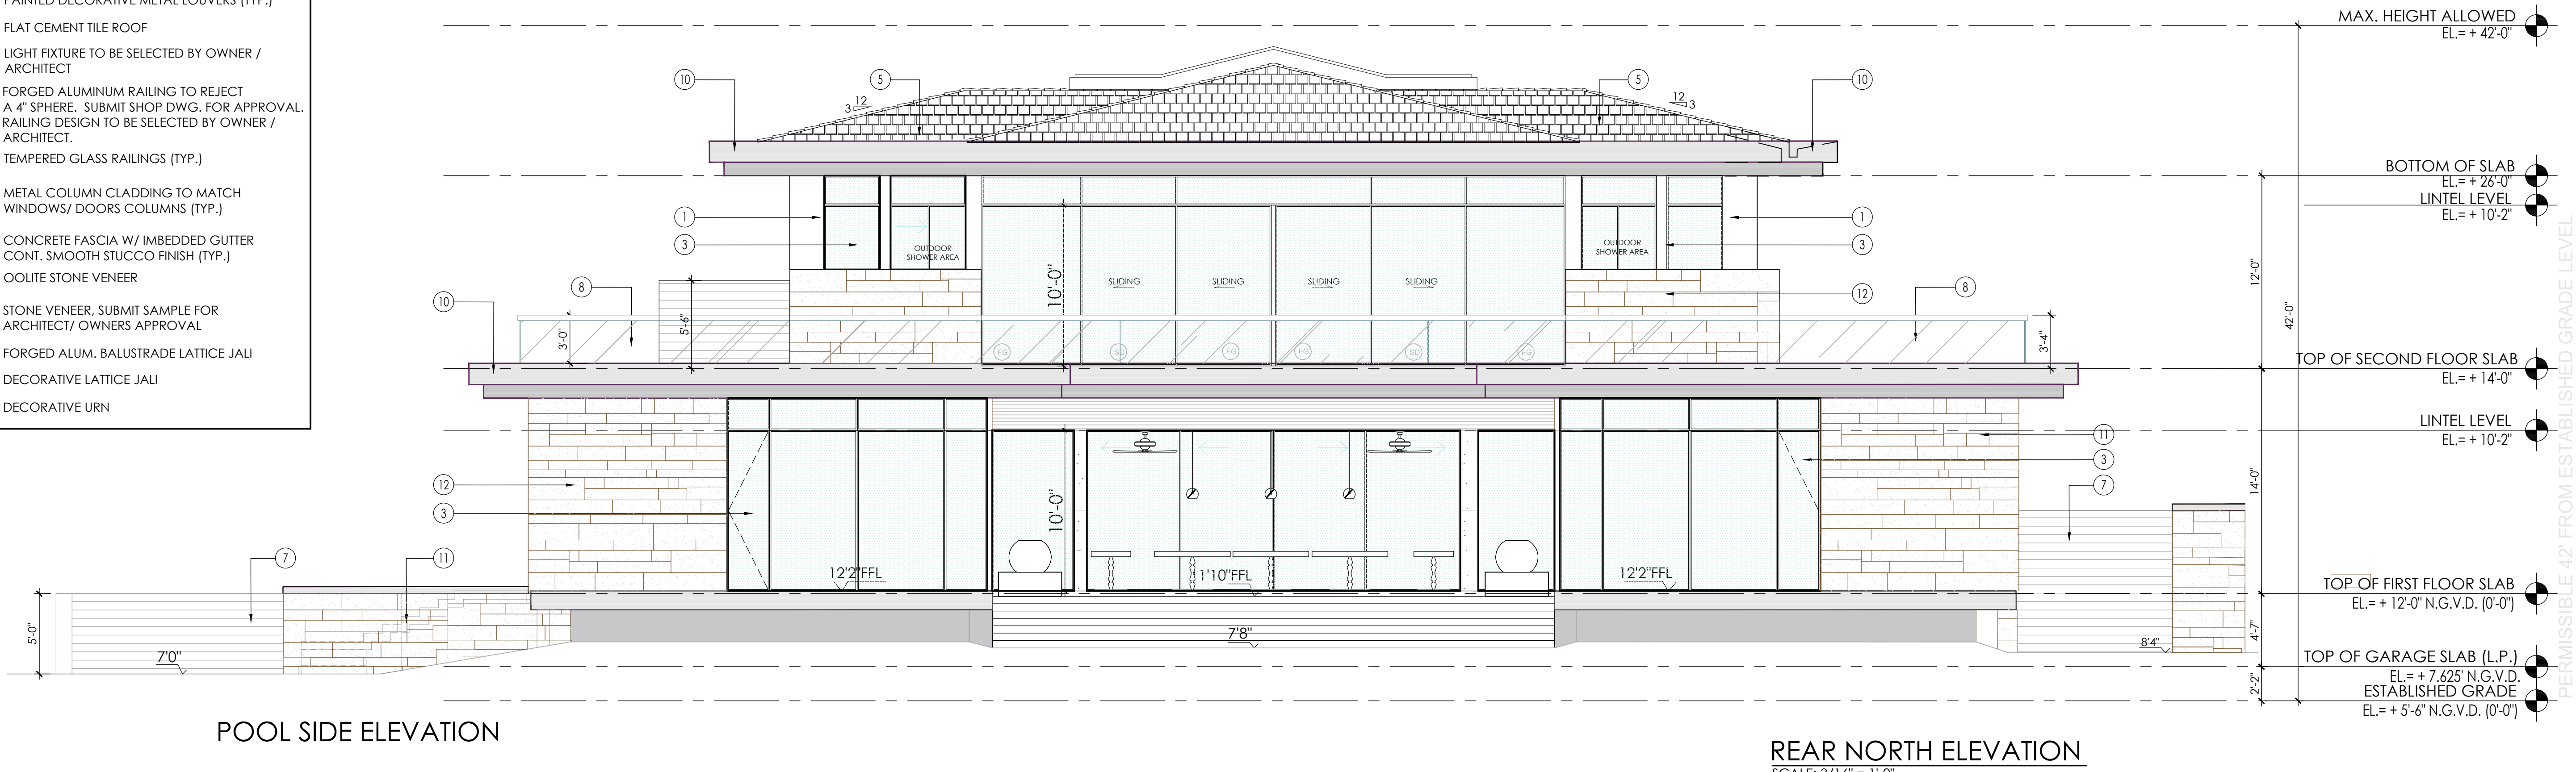 PAINTED DECORATIVE METAL LOUVERS (TYP.)
FLAT CEMENT TILE ROOF
LIGHT FIXTURE TO BE SELECTED BY OWNER /
ARCHITECT
FORGED ALUMINUM RAILING TO REJECT
A 4" SPHERE. SUBMIT SHOP DWG. FOR APPROVAL.
RAILING DESIGN TO BE SELECTED BY OWNER /
ARCHITECT.
TEMPERED GLASS RAILINGS (TYP.)
METAL COLUMN CLADDING TO MATCH
WINDOWS/ DOORS COLUMNS (TYP.)
CONCRETE FASCIA W/ IMBEDDED GUTTER
CONT. SMOOTH STUCCO FINISH (TYP.)
OOLITE STONE VENEER
STONE VENEER, SUBMIT SAMPLE FOR
ARCHITECT/ OWNERS APPROVAL
FORGED ALUM. BALUSTRADE LATTICE JALI
DECORATIVE LATTICE JALI
DECORATIVE URN
10 5 5 10
12 3 12 3
1 1
3 3
OUTDOOR
SHOWER AREA
OUTDOOR
SHOWER AREA
10'-0"
SLIDING SLIDING SLIDING SLIDING
8 12 8
10
3'-0" 5'-6" 3'-4"
FG SD FG FG SD FG
11
3
12 7
3
10'-0"
7 11
12'2"FFL 1'10"FFL 12'2"FFL
5'-0"
7'0" 7'8" 8'4"
MAX. HEIGHT ALLOWED
EL.= + 42'-0"
BOTTOM OF SLAB
EL.= + 26'-0"
LINTEL LEVEL
EL.= + 10'-2"
12'-0"
42'-0"
TOP OF SECOND FLOOR SLAB
EL.= + 14'-0"
LINTEL LEVEL
EL.= + 10'-2"
14'-0"
TOP OF FIRST FLOOR SLAB
EL.= + 12'-0" N.G.V.D. (0'-0")
4'-7"
TOP OF GARAGE SLAB (L.P.)
EL.= + 7.625' N.G.V.D.
2'-2"
ESTABLISHED GRADE
EL.= + 5'-6" N.G.V.D. (0'-0")
PERMISSIBLE 42' FROM ESTABLISHED GRADE LEVEL
POOL SIDE ELEVATION
REAR NORTH ELEVATION
SCALE: 3/16" = 1'-0"